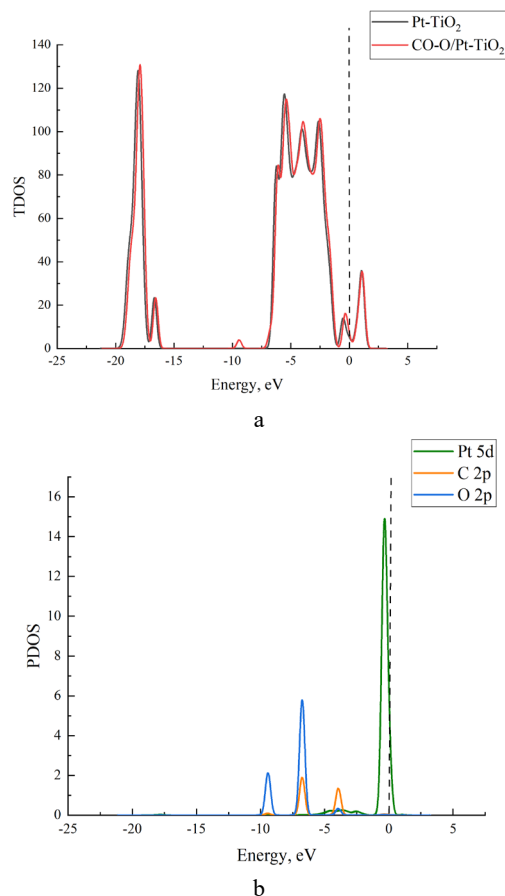 Pt-TiO₂
CO-O/Pt-TiO₂
140
120
100
80
60
40
20
0
TDOS
-25 -20 -15 -10 -5 0 5
Energy, eV
a
Pt 5d
C 2p
O 2p
16
14
12
10
8
6
4
2
0
PDOS
-25 -20 -15 -10 -5 0 5
Energy, eV
b